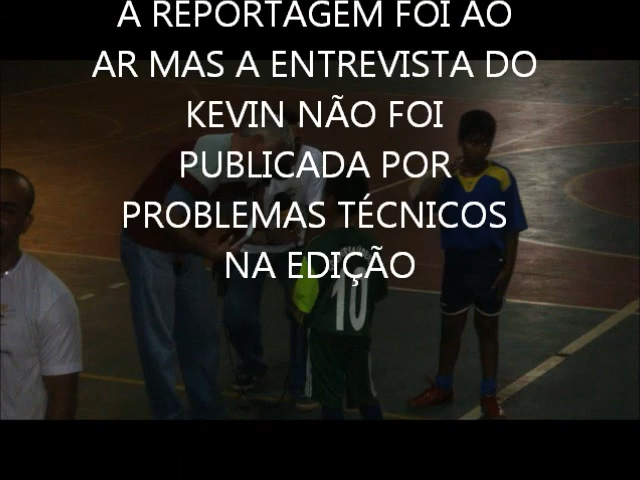 A REPORTAGEM FOI AO
AR MAS A ENTREVISTA DO
KEVIN NÃO FOI
PUBLICADA POR
PROBLEMAS TÉCNICOS
NA EDIÇÃO
10